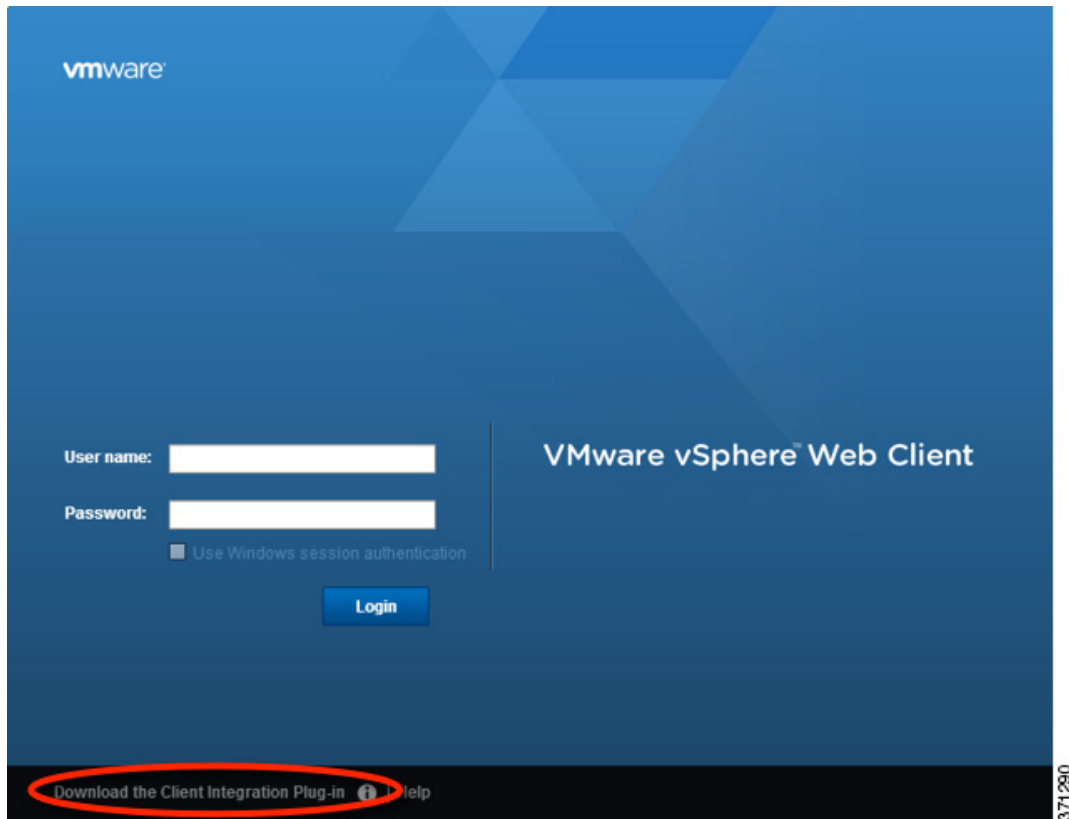 vmware
User name:
VMware vSphere™ Web Client
Password:
Use Windows session authentication
Login
Download the Client Integration Plug-in | Help
371290